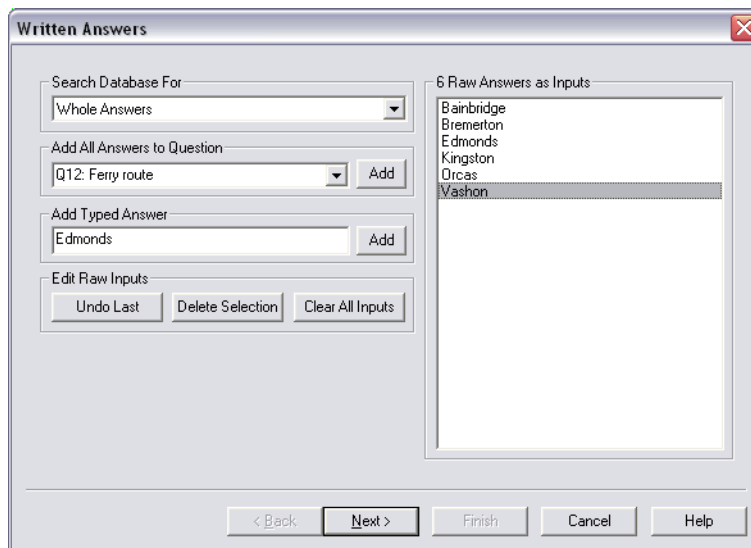 Written Answers
Search Database For
Whole Answers
Add All Answers to Question
Q12: Ferry route
Add
Add Typed Answer
Edmonds
Add
Edit Raw Inputs
Undo Last
Delete Selection
Clear All Inputs
6 Raw Answers as Inputs
Bainbridge
Bremerton
Edmonds
Kingston
Orcas
Vashon
< Back
Next >
Finish
Cancel
Help